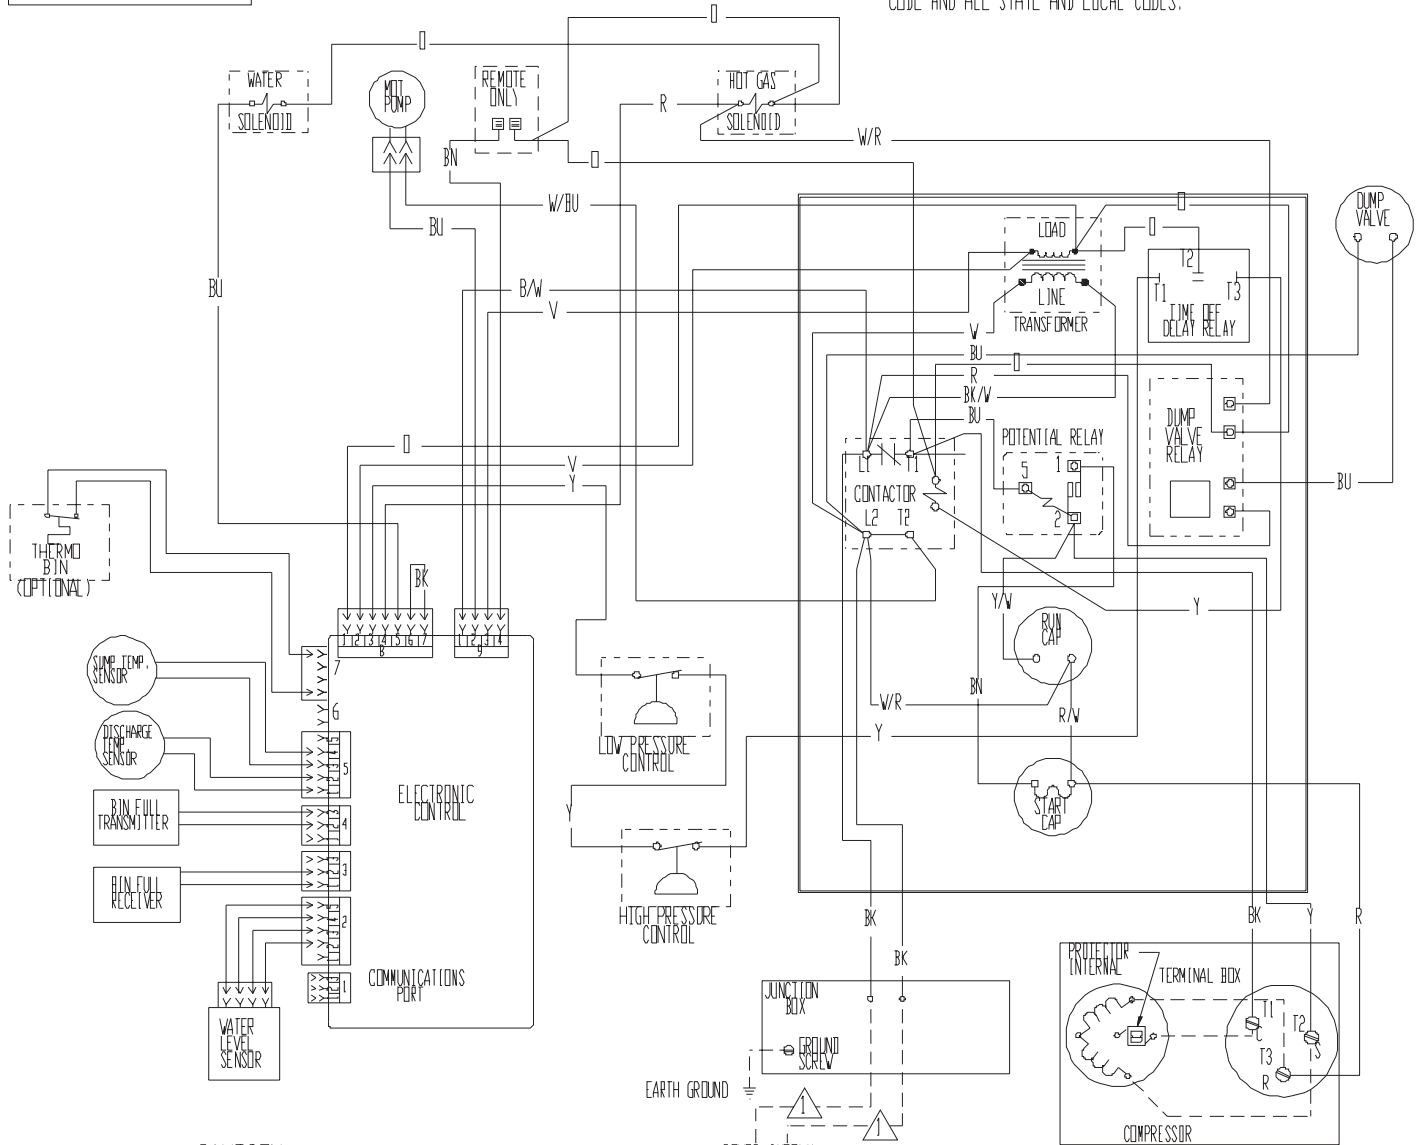 CODE AND ALL STATE AND LOCAL CODES.
WATER
SOLENOID
MOT
PUMP
REMOTE
ONLY
HOT GAS
SOLENOID
R
W/R
BN
W/BU
BU
BU
B/W
V
LOAD
LINE
TRANSFORMER
T2
T1
T3
DELAY RELAY
DUMP
VALVE
W
BU
R
BK/W
BU
POTENTIAL RELAY
5
1
2
DUMP
VALVE
RELAY
BU
L1
T1
CONTACTOR
L2
T2
V
Y
THERMO
BIN
(OPTIONAL)
BK
1 2 3 4 5 6 7
8
1 2 3 4
9
7
6
5
4
3
2
1
SUMP TEMP.
SENSOR
DISCHARGE
TEMP.
SENSOR
BIN FULL
TRANSMITTER
BIN FULL
RECEIVER
WATER
LEVEL
SENSOR
ELECTRONIC
CONTROL
COMMUNICATIONS
PORT
LOW PRESSURE
CONTROL
Y
HIGH PRESSURE
CONTROL
Y/W
RUN
CAP
Y
BN
W/R
R/W
Y
START
CAP
BK
BK
BK
Y
R
JUNCTION
BOX
GROUND
SCREW
EARTH GROUND
1
1
PROTECTOR
INTERNAL
TERMINAL BOX
T1
C
T2
S
T3
R
COMPRESSOR